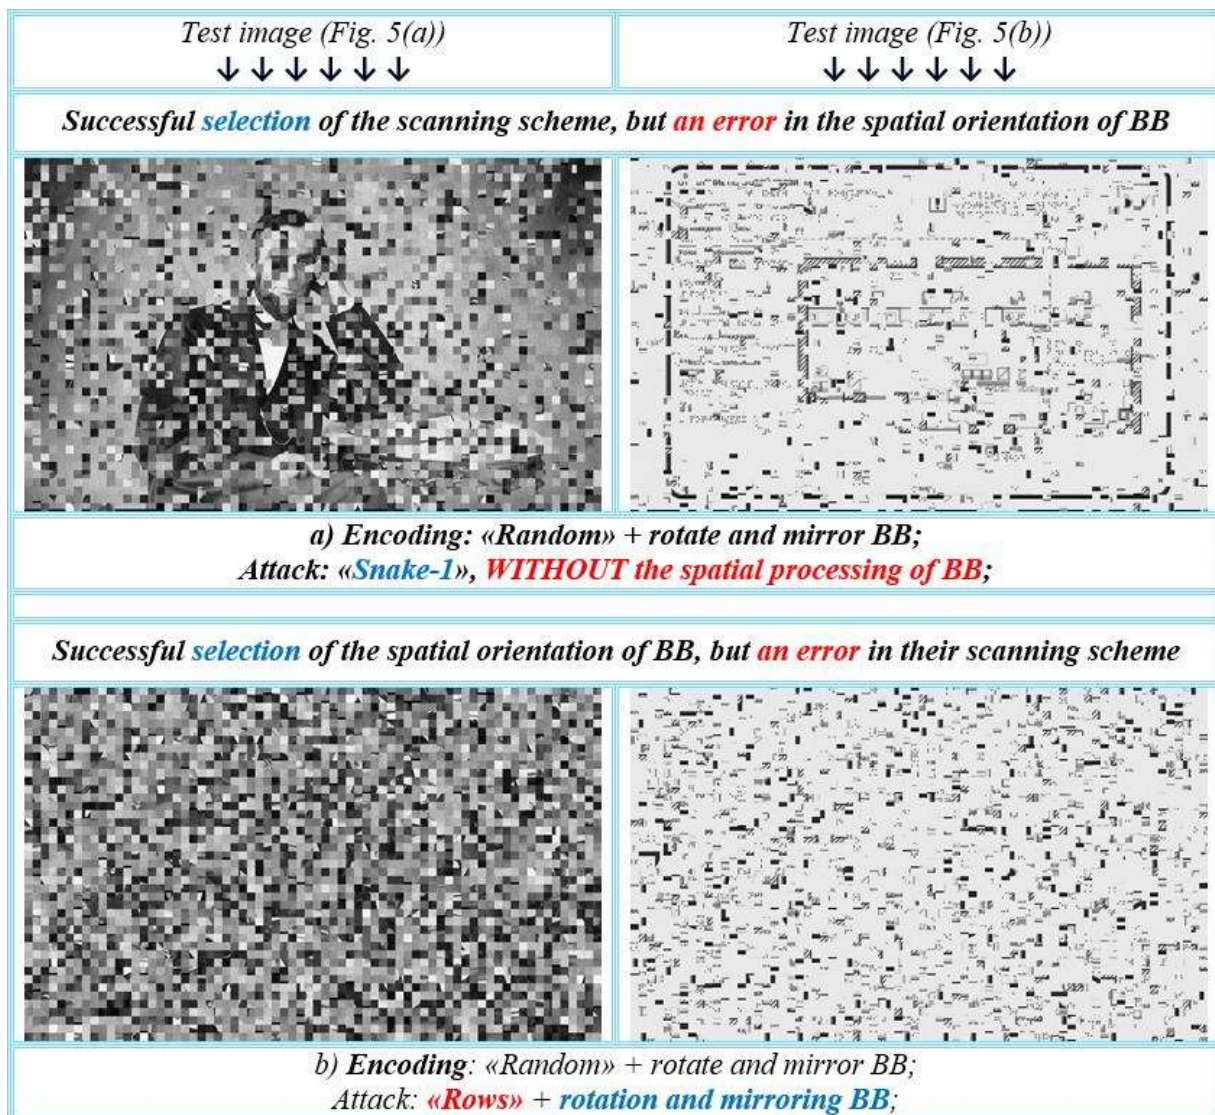 Test image (Fig. 5(a))
Test image (Fig. 5(b))
Successful selection of the scanning scheme, but an error in the spatial orientation of BB
a) Encoding: «Random» + rotate and mirror BB;
Attack: «Snake-1», WITHOUT the spatial processing of BB;
Successful selection of the spatial orientation of BB, but an error in their scanning scheme
b) Encoding: «Random» + rotate and mirror BB;
Attack: «Rows» + rotation and mirroring BB;